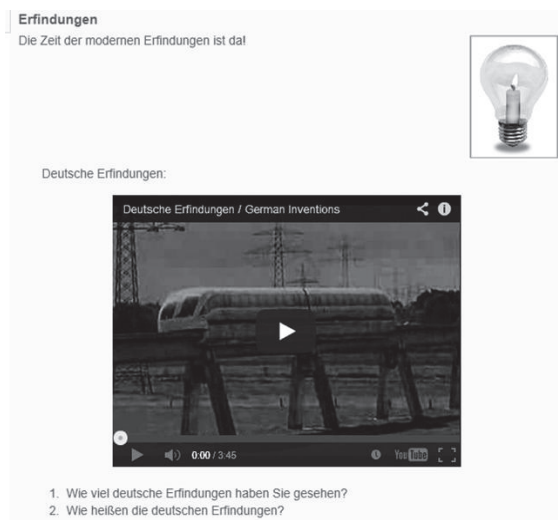 Erfindungen
Die Zeit der modernen Erfindungen ist da!
Deutsche Erfindungen:
Deutsche Erfindungen / German Inventions
0:00 / 3:45
YouTube
1. Wie viel deutsche Erfindungen haben Sie gesehen?
2. Wie heißen die deutschen Erfindungen?